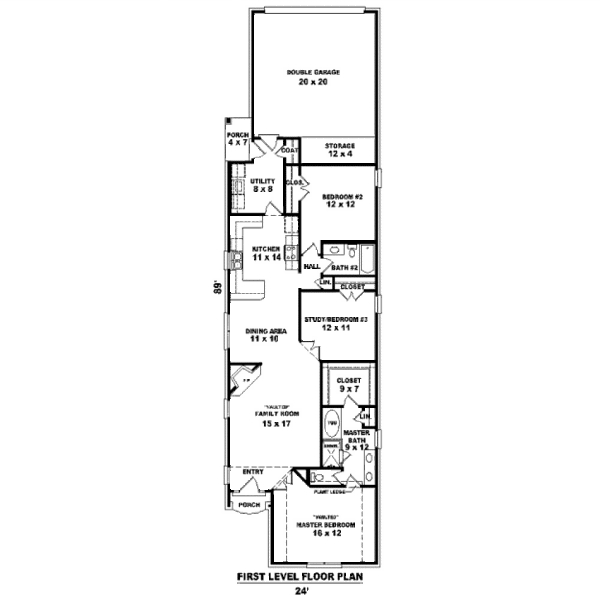 DOUBLE GARAGE
20 x 20
PORCH
4 x 7
COAT
STORAGE
12 x 4
UTILITY
8 x 8
CLOS.
BEDROOM #2
12 x 12
KITCHEN
11 x 14
HALL
BATH #2
LIN.
CLOSET
89'
STUDY/BEDROOM #3
12 x 11
DINING AREA
11 x 10
CLOSET
9 x 7
"VAULTED"
FAMILY ROOM
15 x 17
TUB
LIN.
MASTER
BATH
9 x 12
ENTRY
PORCH
PLANT LEDGE
"VAULTED"
MASTER BEDROOM
16 x 12
FIRST LEVEL FLOOR PLAN
24'